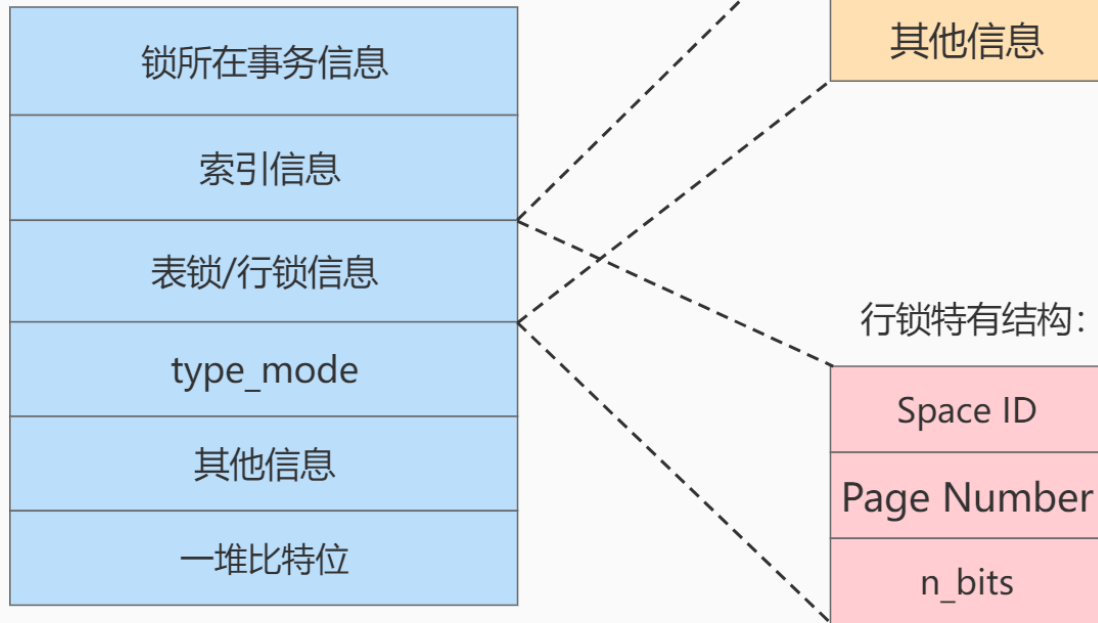 锁所在事务信息
索引信息
表锁/行锁信息
type_mode
其他信息
一堆比特位
其他信息
行锁特有结构：
Space ID
Page Number
n_bits